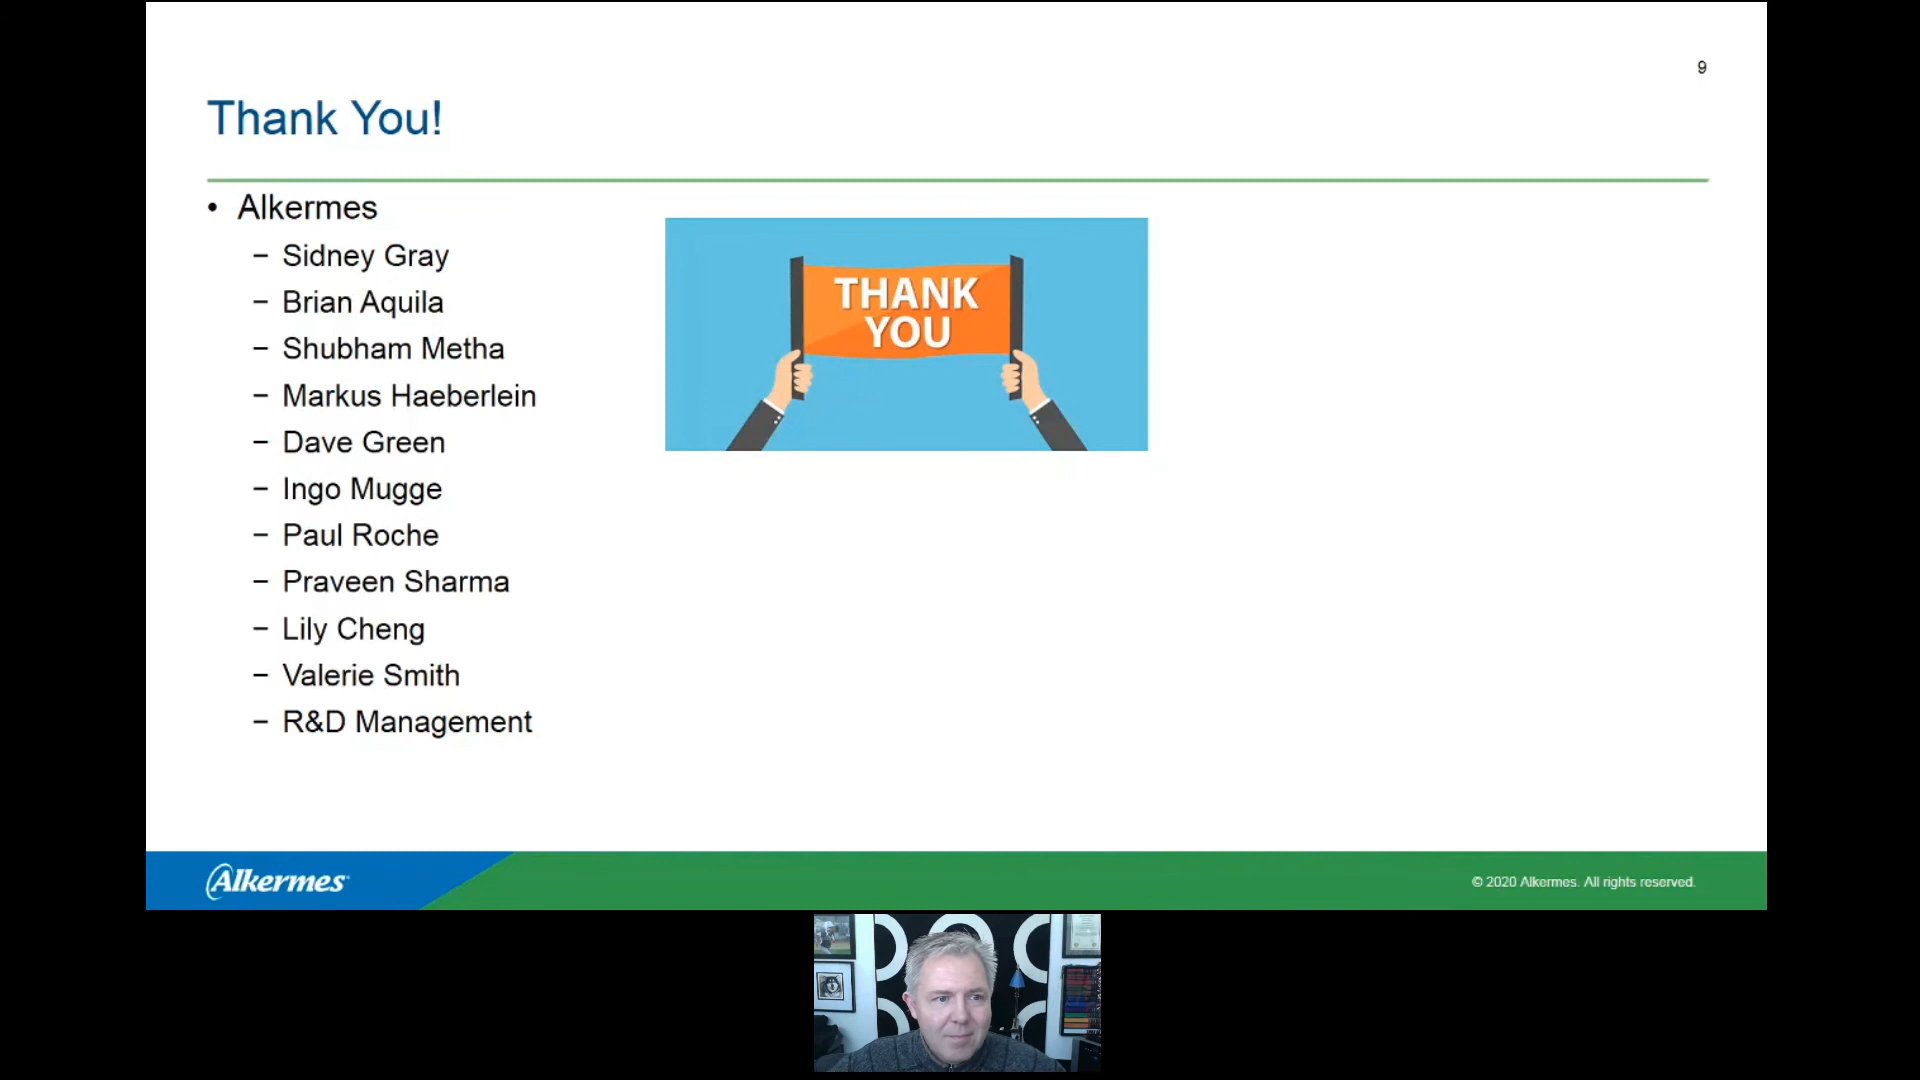 9
Thank You!
• Alkermes
− Sidney Gray
− Brian Aquila
− Shubham Metha
− Markus Haeberlein
− Dave Green
− Ingo Mugge
− Paul Roche
− Praveen Sharma
− Lily Cheng
− Valerie Smith
− R&D Management
THANK
YOU
Alkermes
© 2020 Alkermes. All rights reserved.